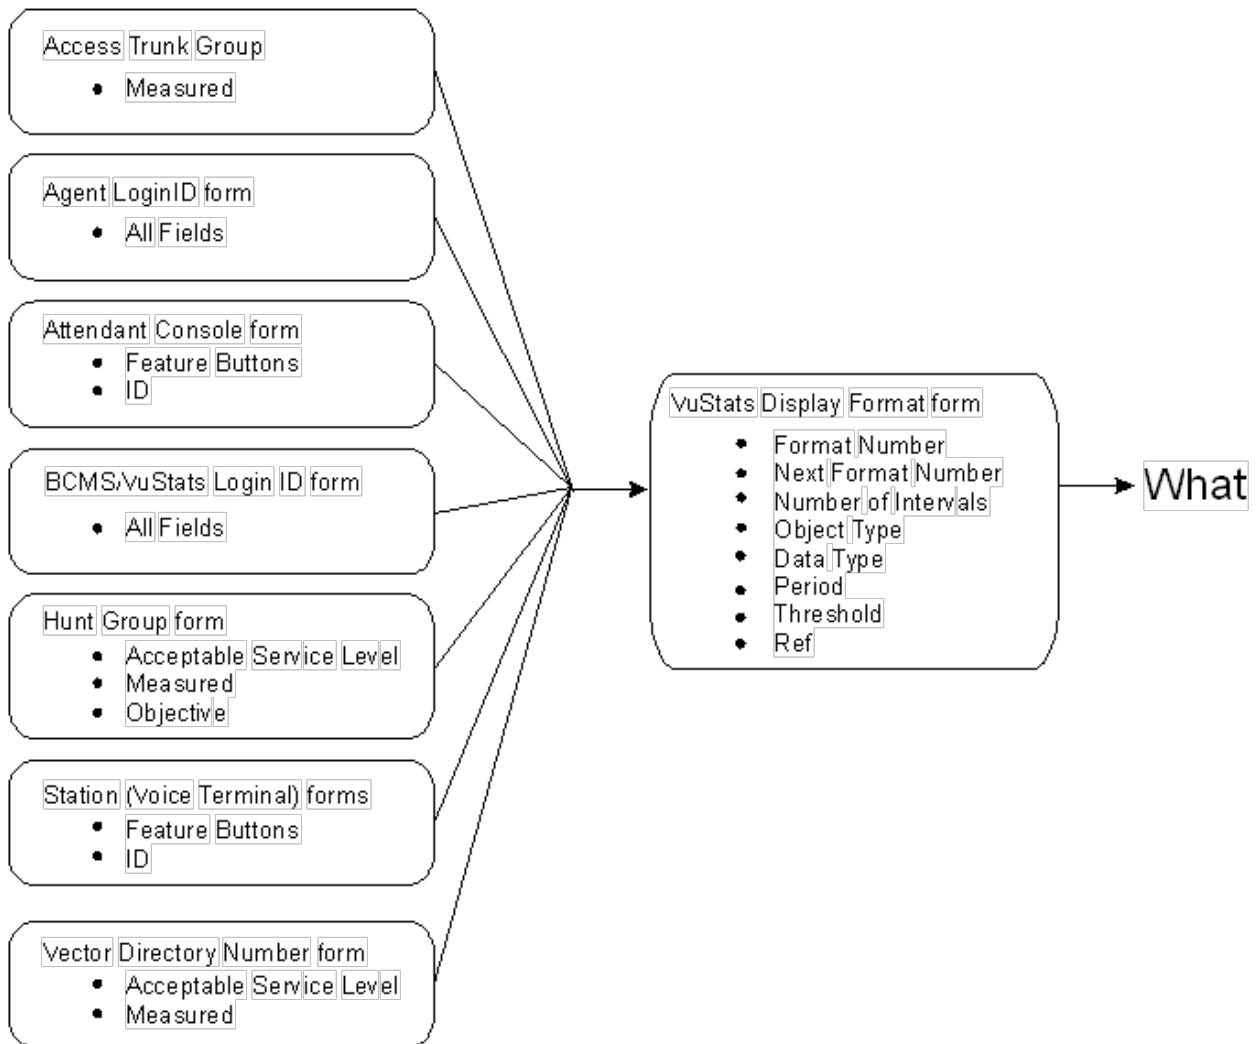 Access Trunk Group
• Measured
Agent LoginID form
• All Fields
Attendant Console form
• Feature Buttons
• ID
BCMS/VuStats Login ID form
• All Fields
Hunt Group form
• Acceptable Service Level
• Measured
• Objective
Station (Voice Terminal) forms
• Feature Buttons
• ID
Vector Directory Number form
• Acceptable Service Level
• Measured
VuStats Display Format form
• Format Number
• Next Format Number
• Number of Intervals
• Object Type
• Data Type
• Period
• Threshold
• Ref
What